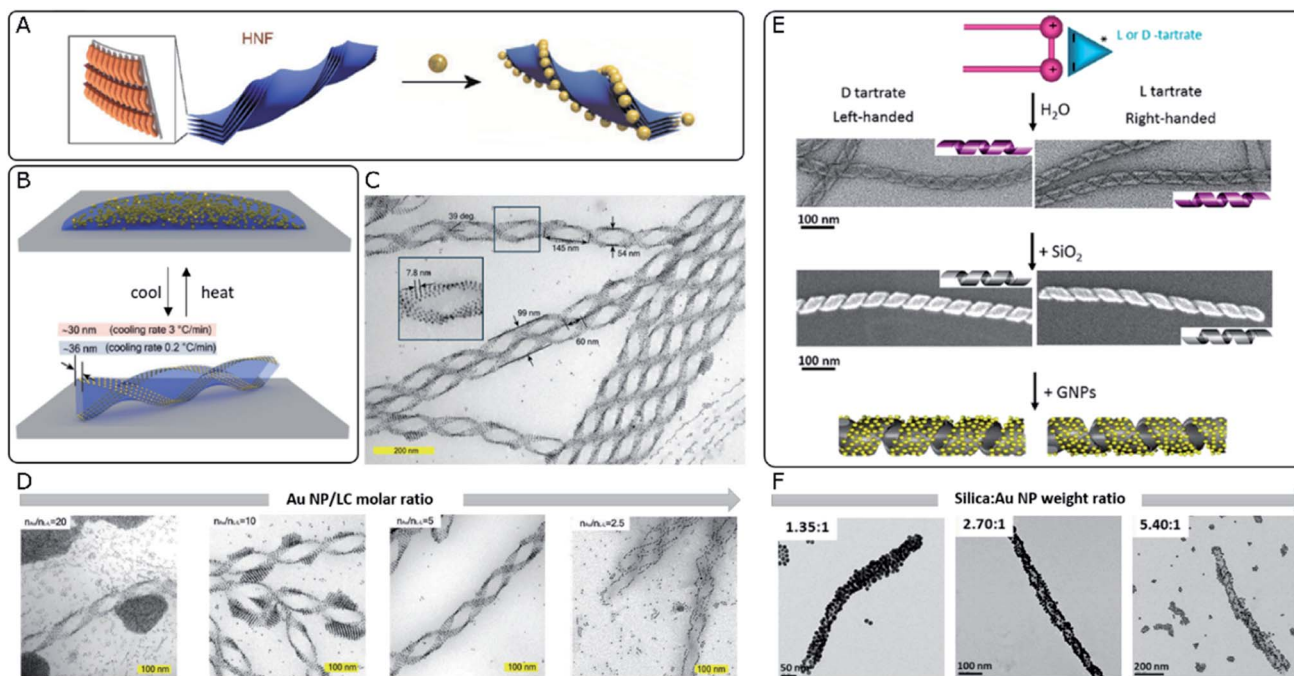 A
HNF
B
cool
heat
~30 nm (cooling rate 3 °C/min)
~36 nm (cooling rate 0.2 °C/min)
C
39 deg.
145 nm
54 nm
7.8 nm
99 nm
60 nm
200 nm
D
Au NP/LC molar ratio
nAu/nLC=20
nAu/nLC=10
nAu/nLC=5
nAu/nLC=2.5
100 nm
100 nm
100 nm
100 nm
E
+
+
L or D -tartrate
*
D tartrate
Left-handed
H₂O
L tartrate
Right-handed
100 nm
+ SiO₂
100 nm
+ GNPs
F
Silica:Au NP weight ratio
1.35:1
2.70:1
5.40:1
50 nm
100 nm
200 nm